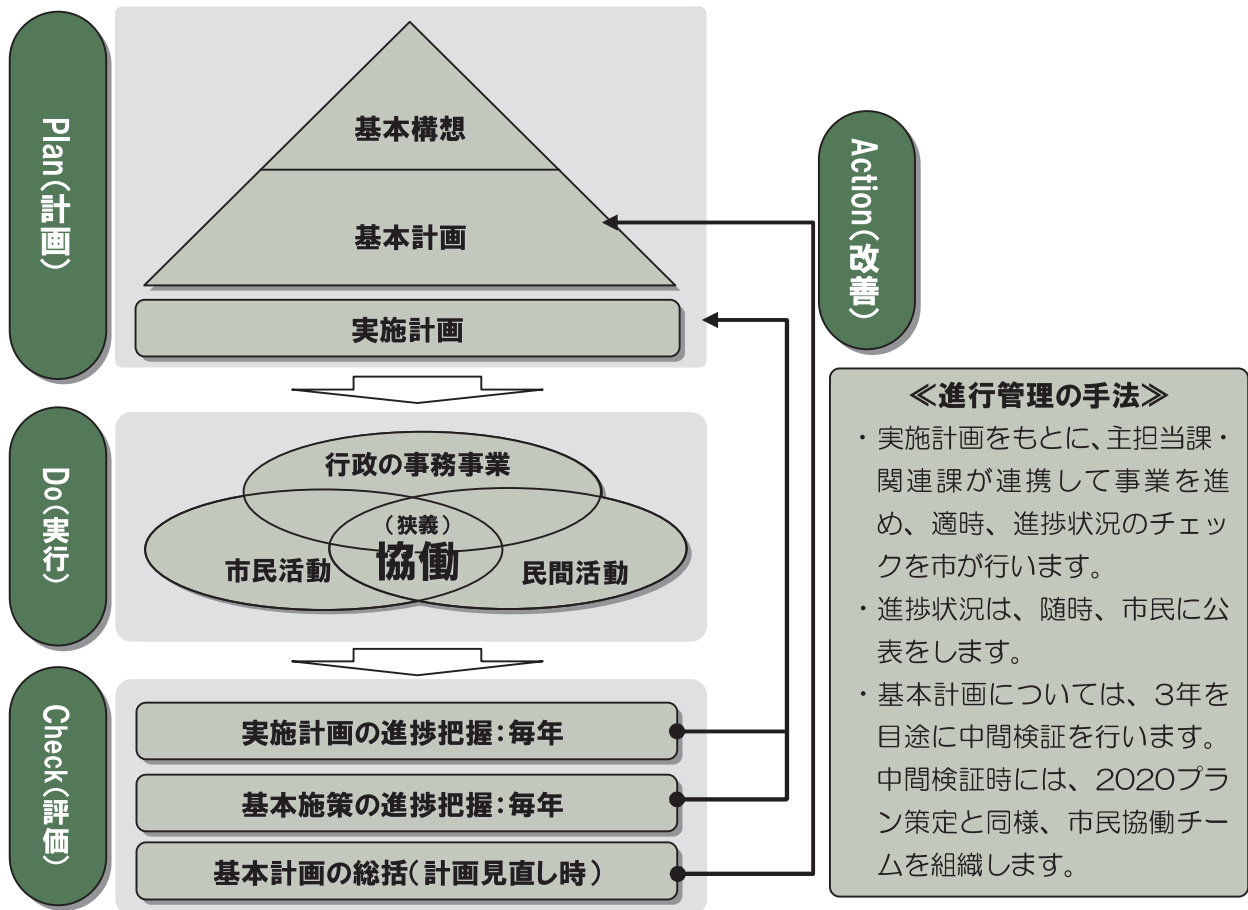 Plan(計画)
基本構想
基本計画
実施計画
Do(実行)
行政の事務事業
(狭義)
協働
市民活動
民間活動
Check(評価)
実施計画の進捗把握:毎年
基本施策の進捗把握:毎年
基本計画の総括(計画見直し時)
Action(改善)
≪進行管理の手法≫
・実施計画をもとに、主担当課・
関連課が連携して事業を進
め、適時、進捗状況のチェッ
クを市が行います。
・進捗状況は、随時、市民に公
表をします。
・基本計画については、3年を
目途に中間検証を行います。
中間検証時には、2020プラ
ン策定と同様、市民協働チー
ムを組織します。